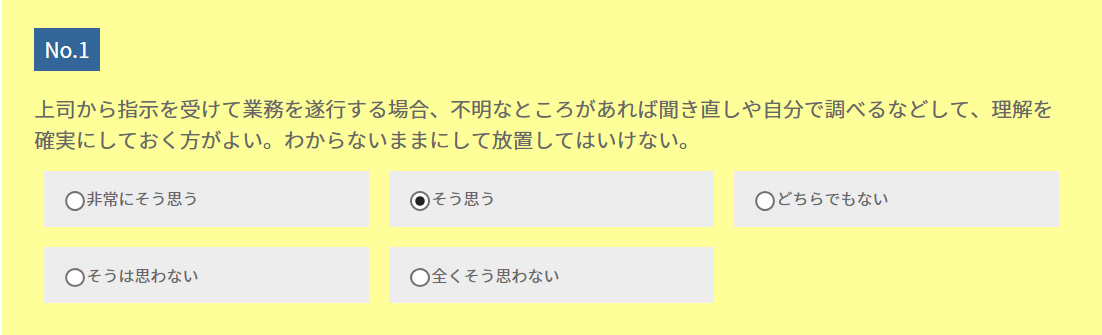 No.1
上司から指示を受けて業務を遂行する場合、不明なところがあれば聞き直しや自分で調べるなどして、理解を
確実にしておく方がよい。わからないままにして放置してはいけない。
非常にそう思う
そう思う
どちらでもない
そうは思わない
全くそう思わない